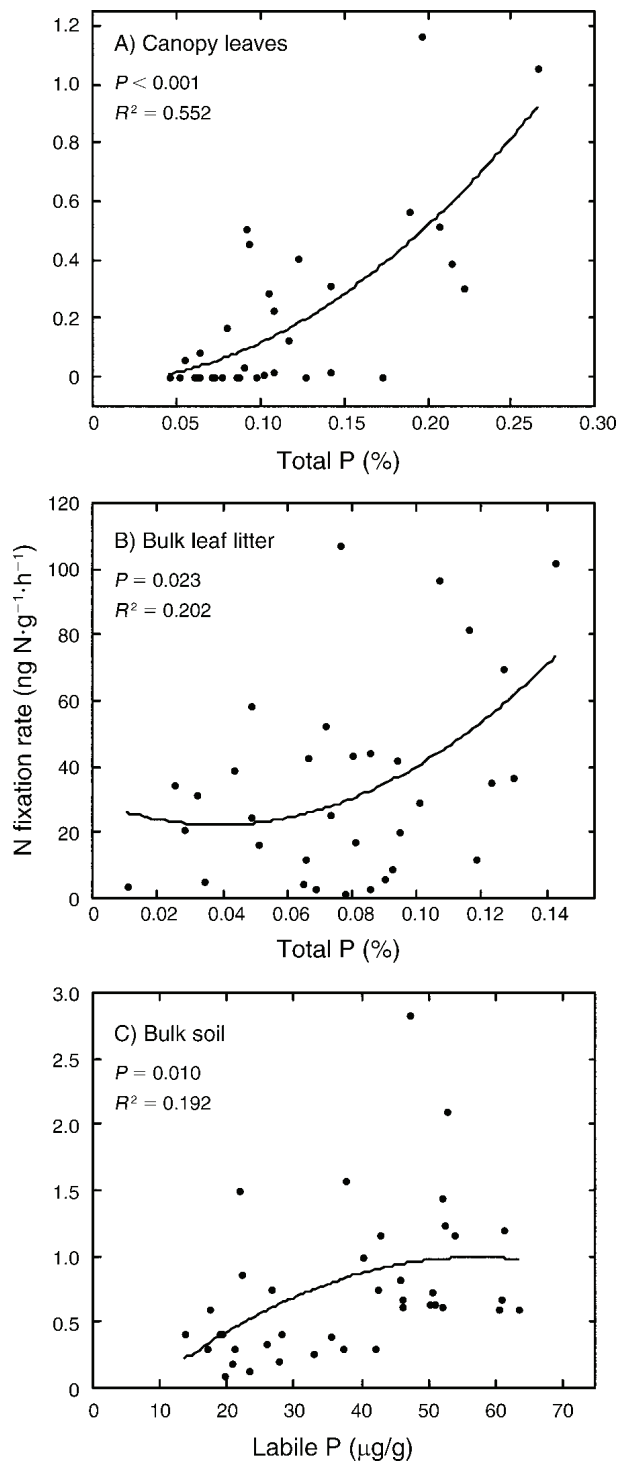 1.2
A) Canopy leaves
1.0
P < 0.001
R² = 0.552
0.8
0.6
0.4
0.2
0
0 0.05 0.10 0.15 0.20 0.25 0.30
Total P (%)
N fixation rate (ng N·g⁻¹·h⁻¹)
120
B) Bulk leaf litter
100
P = 0.023
R² = 0.202
80
60
40
20
0
0 0.02 0.04 0.06 0.08 0.10 0.12 0.14
Total P (%)
3.0
C) Bulk soil
2.5
P = 0.010
R² = 0.192
2.0
1.5
1.0
0.5
0
0 10 20 30 40 50 60 70
Labile P (μg/g)